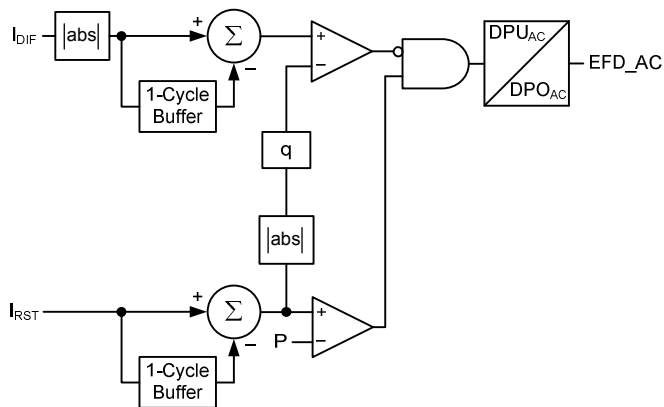 I_DIF
|abs|
+
Σ
−
1-Cycle
Buffer
+
−
DPU_AC
DPO_AC
EFD_AC
q
|abs|
I_RST
+
Σ
−
1-Cycle
Buffer
+
P
−